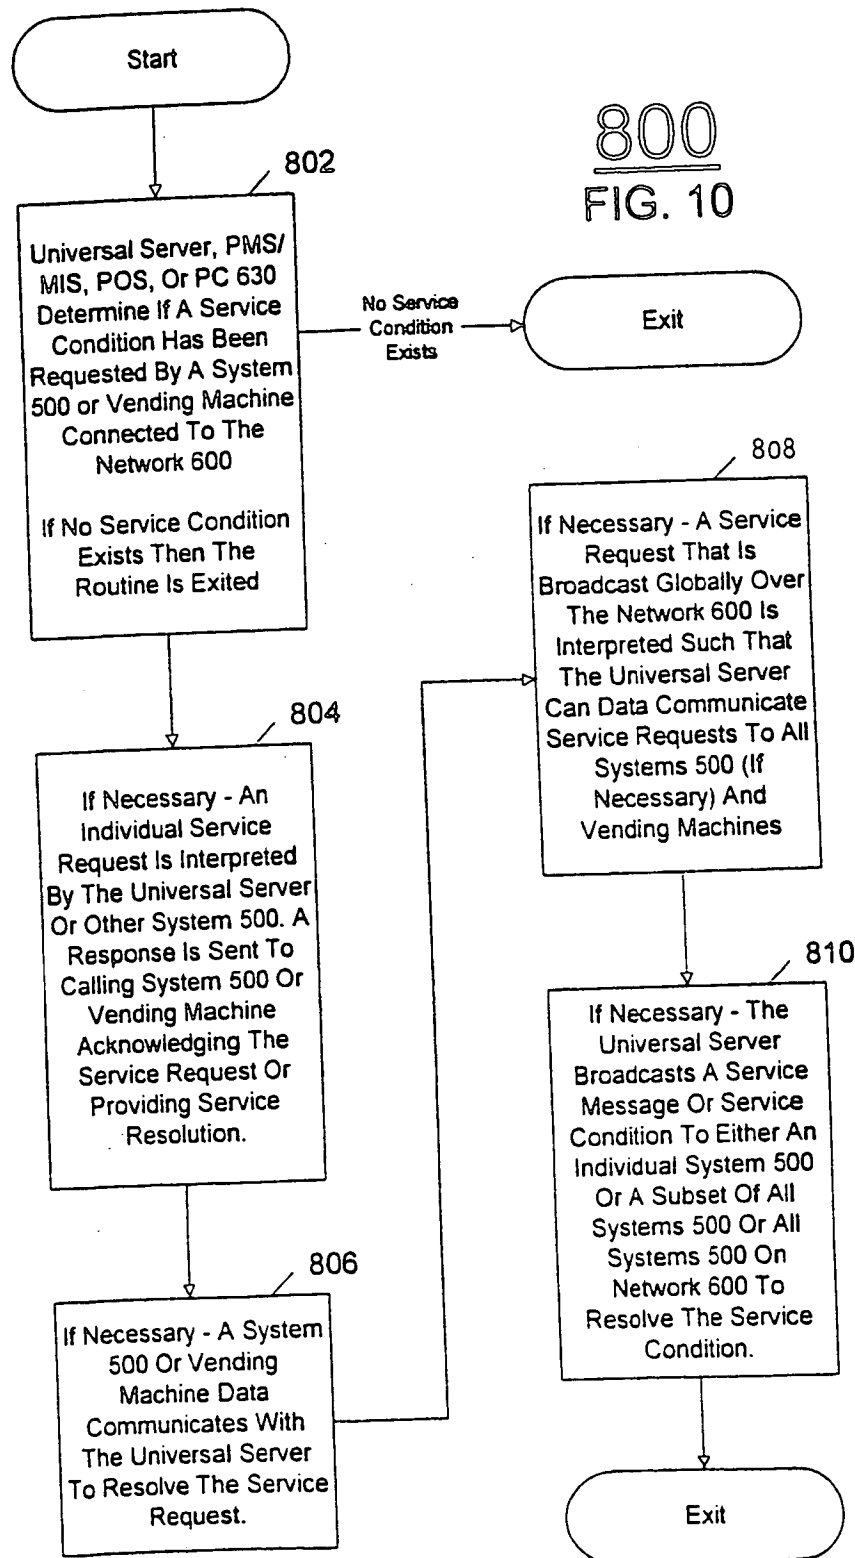 Start
800
FIG. 10
802
Universal Server, PMS/
MIS, POS, Or PC 630
Determine If A Service
Condition Has Been
Requested By A System
500 or Vending Machine
Connected To The
Network 600
If No Service Condition
Exists Then The
Routine Is Exited
No Service
Condition
Exists
Exit
804
If Necessary - An
Individual Service
Request Is Interpreted
By The Universal Server
Or Other System 500. A
Response Is Sent To
Calling System 500 Or
Vending Machine
Acknowledging The
Service Request Or
Providing Service
Resolution.
806
If Necessary - A System
500 Or Vending
Machine Data
Communicates With
The Universal Server
To Resolve The Service
Request.
808
If Necessary - A Service
Request That Is
Broadcast Globally Over
The Network 600 Is
Interpreted Such That
The Universal Server
Can Data Communicate
Service Requests To All
Systems 500 (If
Necessary) And
Vending Machines
810
If Necessary - The
Universal Server
Broadcasts A Service
Message Or Service
Condition To Either An
Individual System 500
Or A Subset Of All
Systems 500 Or All
Systems 500 On
Network 600 To
Resolve The Service
Condition.
Exit